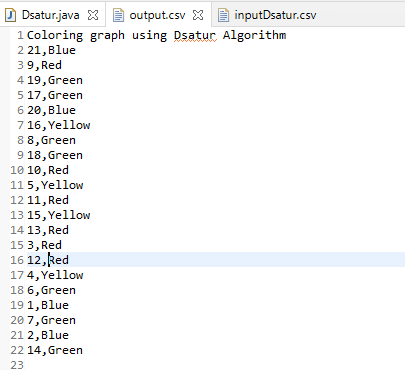 Dsatur.java output.csv inputDsatur.csv
1 Coloring graph using Dsatur Algorithm
2 21,Blue
3 9,Red
4 19,Green
5 17,Green
6 20,Blue
7 16,Yellow
8 8,Green
9 18,Green
10 10,Red
11 5,Yellow
12 11,Red
13 15,Yellow
14 13,Red
15 3,Red
16 12,Red
17 4,Yellow
18 6,Green
19 1,Blue
20 7,Green
21 2,Blue
22 14,Green
23